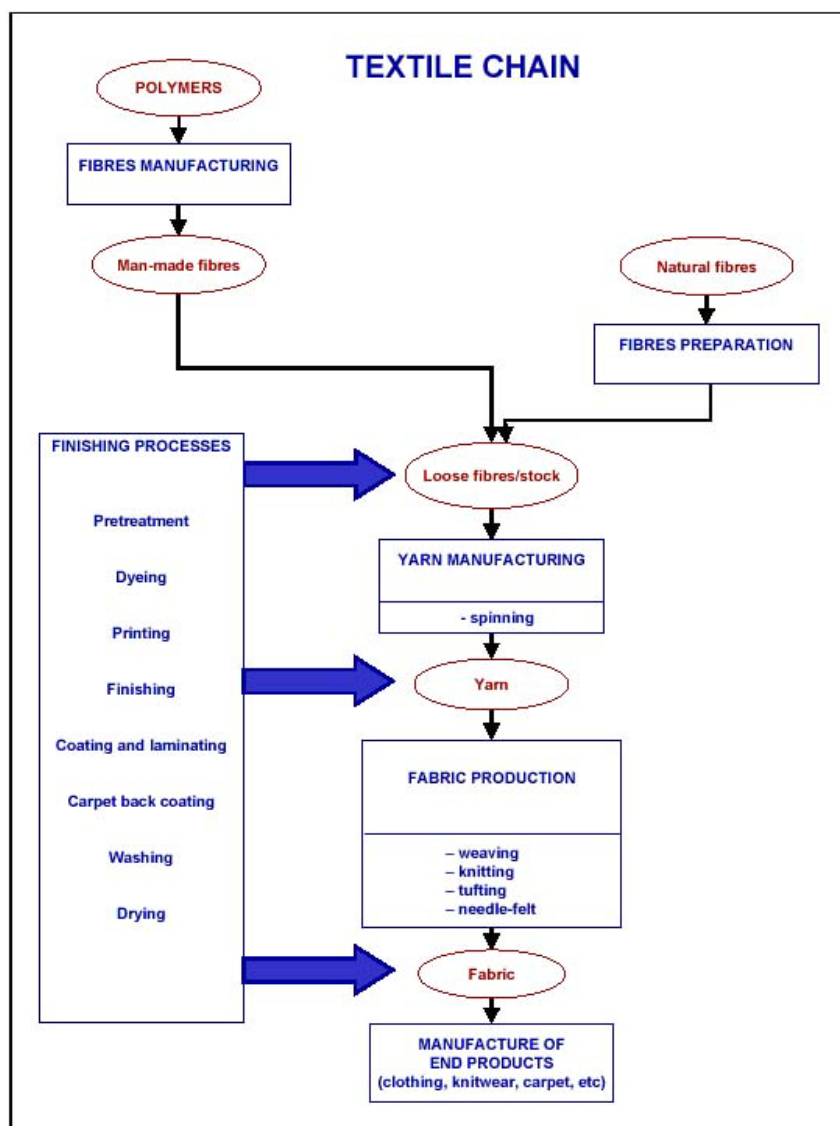 TEXTILE CHAIN
POLYMERS
FIBRES MANUFACTURING
Man-made fibres
Natural fibres
FIBRES PREPARATION
FINISHING PROCESSES
Pretreatment
Dyeing
Printing
Finishing
Coating and laminating
Carpet back coating
Washing
Drying
Loose fibres/stock
YARN MANUFACTURING
- spinning
Yarn
FABRIC PRODUCTION
– weaving
– knitting
– tufting
– needle-felt
Fabric
MANUFACTURE OF
END PRODUCTS
(clothing, knitwear, carpet, etc)